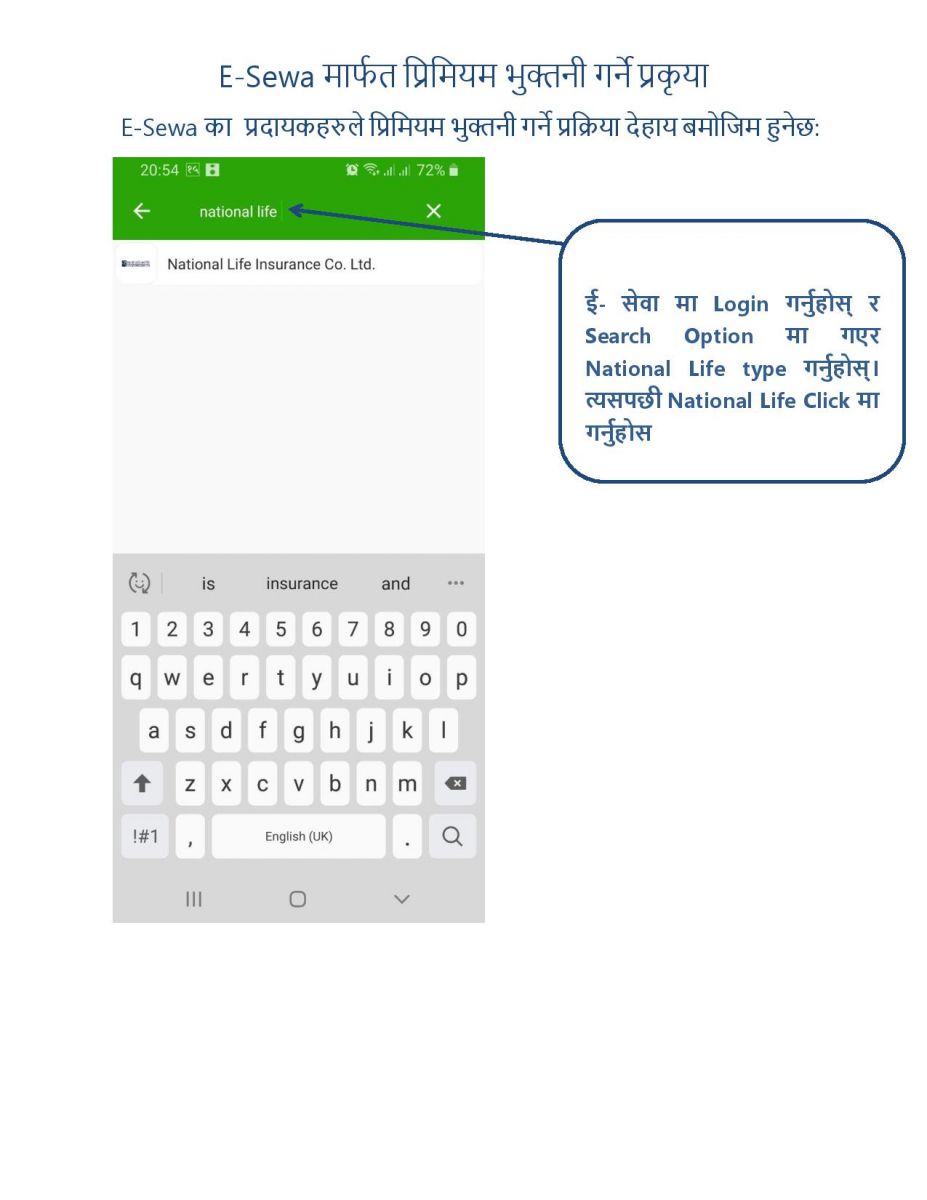 E-Sewa मार्फत प्रिमियम भुक्तनी गर्ने प्रकृया
E-Sewa का प्रदायकहरुले प्रिमियम भुक्तनी गर्ने प्रक्रिया देहाय बमोजिम हुनेछ:
20:54 72%
national life
National Life Insurance Co. Ltd.
ई- सेवा मा Login गर्नुहोस् र
Search Option मा गएर
National Life type गर्नुहोस्।
त्यसपछी National Life Click मा
गर्नुहोस
is insurance and
1 2 3 4 5 6 7 8 9 0
q w e r t y u i o p
a s d f g h j k l
z x c v b n m
!#1 , English (UK) .